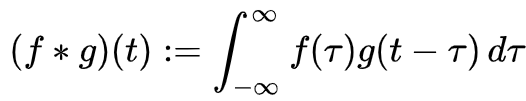 (f ∗ g)(t) := ∫_{-∞}^{∞} f(τ)g(t − τ) dτ